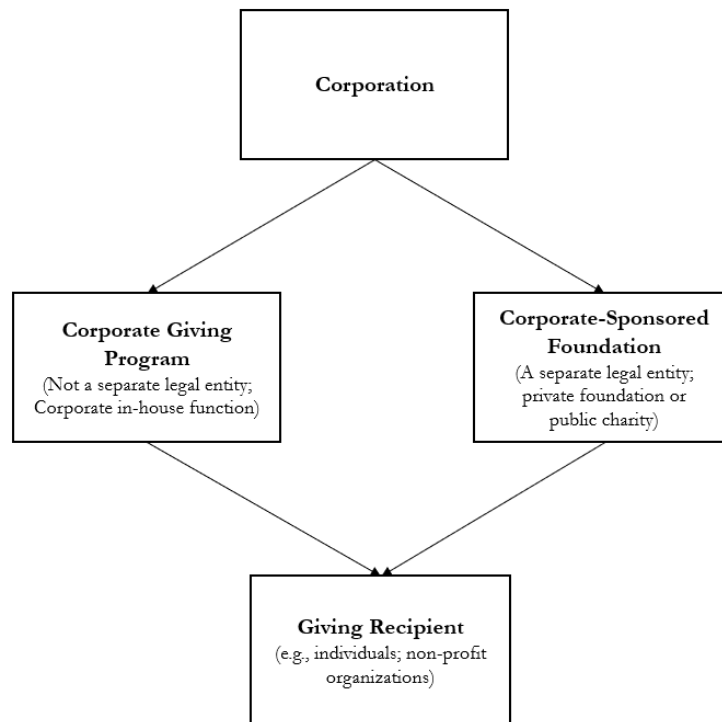 Corporation
Corporate Giving
Program
(Not a separate legal entity;
Corporate in-house function)
Corporate-Sponsored
Foundation
(A separate legal entity;
private foundation or
public charity)
Giving Recipient
(e.g., individuals; non-profit
organizations)